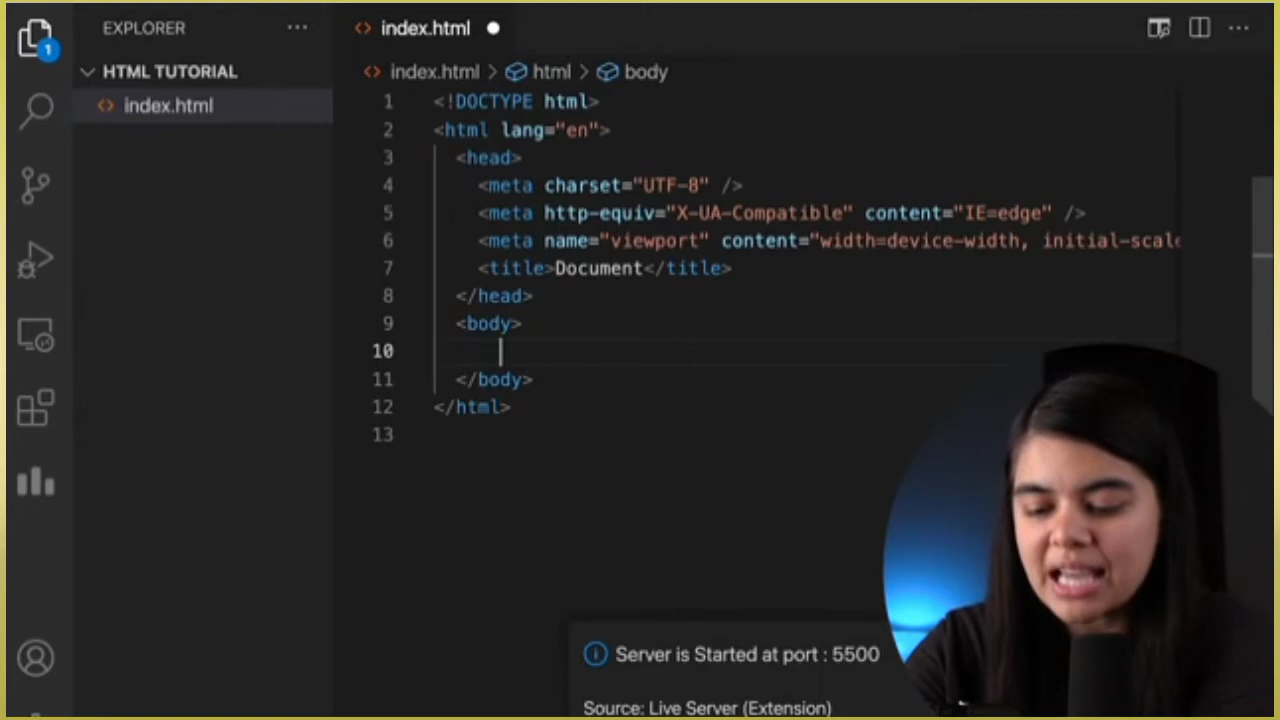 1
EXPLORER
HTML TUTORIAL
index.html
index.html
index.html > html > body
1 <!DOCTYPE html>
2 <html lang="en">
3 <head>
4 <meta charset="UTF-8" />
5 <meta http-equiv="X-UA-Compatible" content="IE=edge" />
6 <meta name="viewport" content="width=device-width, initial-scale
7 <title>Document</title>
8 </head>
9 <body>
10
11 </body>
12 </html>
13
Server is Started at port : 5500
Source: Live Server (Extension)